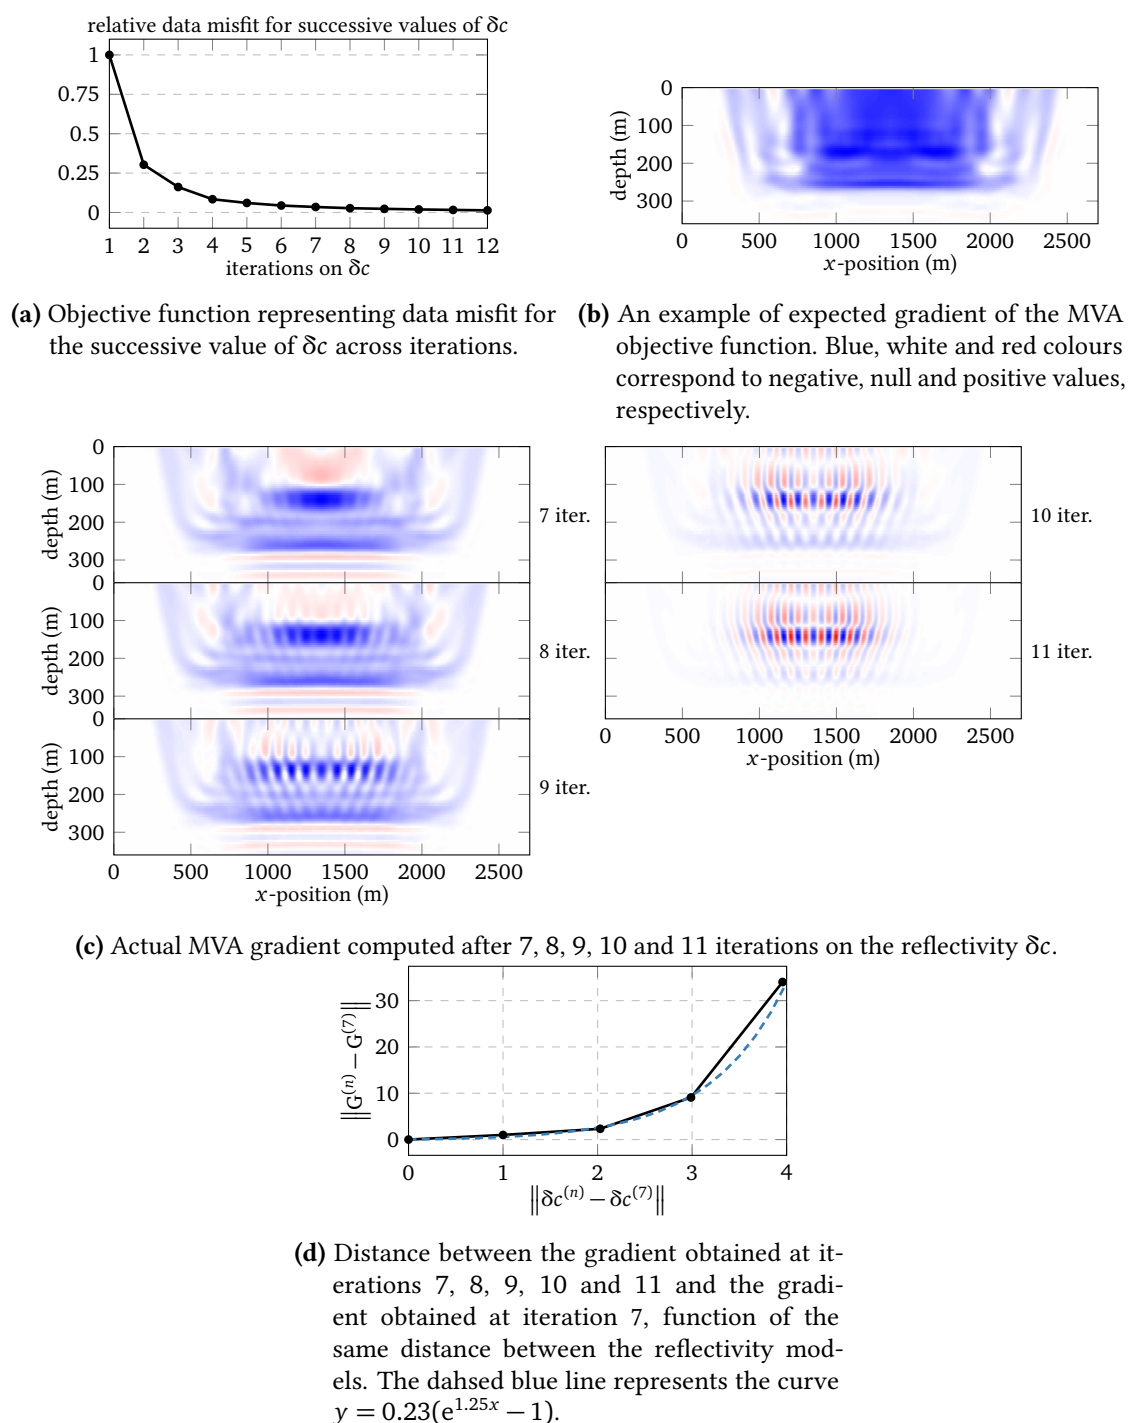 relative data misfit for successive values of δc
1
0.75
0.5
0.25
0
1 2 3 4 5 6 7 8 9 10 11 12
iterations on δc
0
100
200
300
depth (m)
0 500 1000 1500 2000 2500
x-position (m)
(a) Objective function representing data misfit for
the successive value of δc across iterations.
(b) An example of expected gradient of the MVA
objective function. Blue, white and red colours
correspond to negative, null and positive values,
respectively.
0
100
200
300
depth (m)
7 iter.
0
100
200
300
depth (m)
8 iter.
0
100
200
300
depth (m)
9 iter.
0 500 1000 1500 2000 2500
x-position (m)
10 iter.
11 iter.
0 500 1000 1500 2000 2500
x-position (m)
(c) Actual MVA gradient computed after 7, 8, 9, 10 and 11 iterations on the reflectivity δc.
30
20
10
0
‖G⁽ⁿ⁾ − G⁽⁷⁾‖
0 1 2 3 4
‖δc⁽ⁿ⁾ − δc⁽⁷⁾‖
(d) Distance between the gradient obtained at it-
erations 7, 8, 9, 10 and 11 and the gradi-
ent obtained at iteration 7, function of the
same distance between the reflectivity mod-
els. The dahsed blue line represents the curve
y = 0.23(e^{1.25x} − 1).